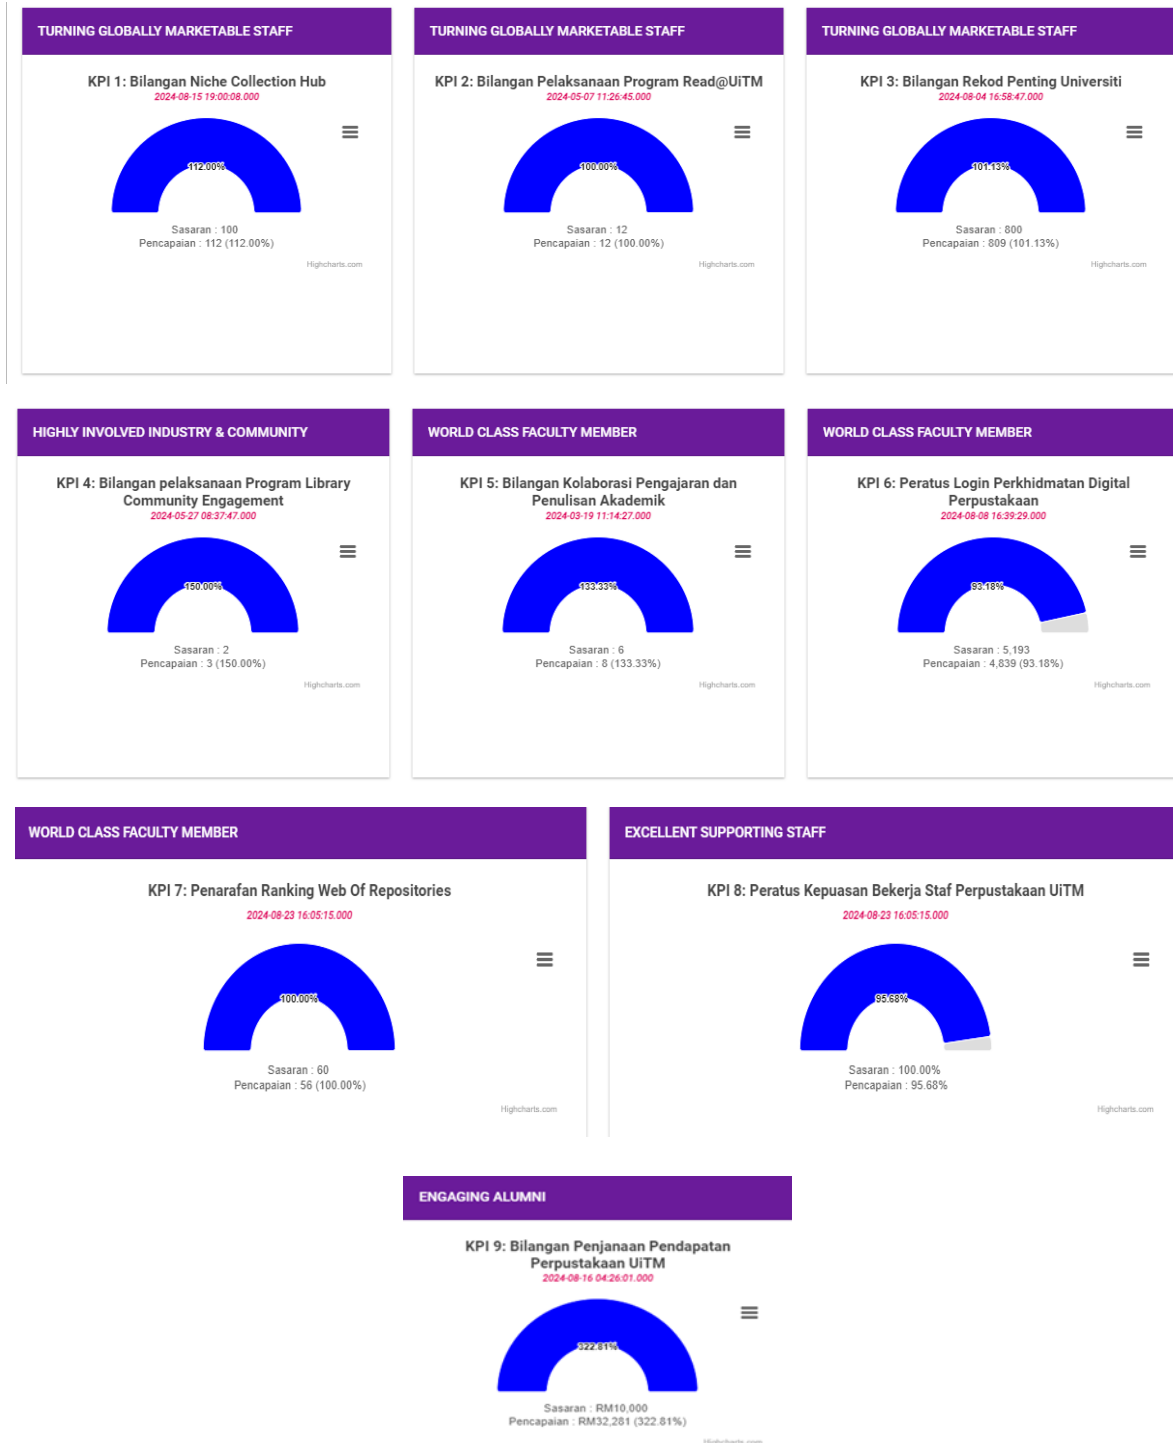 TURNING GLOBALLY MARKETABLE STAFF
KPI 1: Bilangan Niche Collection Hub
2024-08-15 19:00:08.000
112.00%
Sasaran : 100
Pencapaian : 112 (112.00%)
Highcharts.com
TURNING GLOBALLY MARKETABLE STAFF
KPI 2: Bilangan Pelaksanaan Program Read@UiTM
2024-05-07 11:26:45.000
100.00%
Sasaran : 12
Pencapaian : 12 (100.00%)
Highcharts.com
TURNING GLOBALLY MARKETABLE STAFF
KPI 3: Bilangan Rekod Penting Universiti
2024-08-04 16:58:47.000
101.13%
Sasaran : 800
Pencapaian : 809 (101.13%)
Highcharts.com
HIGHLY INVOLVED INDUSTRY & COMMUNITY
KPI 4: Bilangan pelaksanaan Program Library
Community Engagement
2024-05-27 08:37:47.000
150.00%
Sasaran : 2
Pencapaian : 3 (150.00%)
Highcharts.com
WORLD CLASS FACULTY MEMBER
KPI 5: Bilangan Kolaborasi Pengajaran dan
Penulisan Akademik
2024-03-19 11:14:27.000
133.33%
Sasaran : 6
Pencapaian : 8 (133.33%)
Highcharts.com
WORLD CLASS FACULTY MEMBER
KPI 6: Peratus Login Perkhidmatan Digital
Perpustakaan
2024-08-08 16:39:29.000
93.18%
Sasaran : 5,193
Pencapaian : 4,839 (93.18%)
Highcharts.com
WORLD CLASS FACULTY MEMBER
KPI 7: Penarafan Ranking Web Of Repositories
2024-08-23 16:05:15.000
100.00%
Sasaran : 60
Pencapaian : 56 (100.00%)
Highcharts.com
EXCELLENT SUPPORTING STAFF
KPI 8: Peratus Kepuasan Bekerja Staf Perpustakaan UiTM
2024-08-23 16:05:15.000
95.68%
Sasaran : 100.00%
Pencapaian : 95.68%
Highcharts.com
ENGAGING ALUMNI
KPI 9: Bilangan Penjanaan Pendapatan
Perpustakaan UiTM
2024-08-16 04:26:01.000
322.81%
Sasaran : RM10,000
Pencapaian : RM32,281 (322.81%)
Highcharts.com